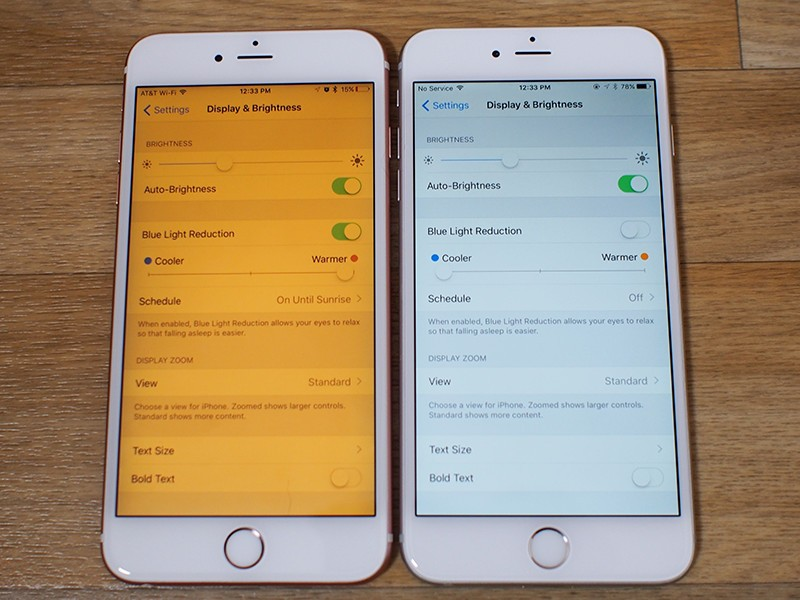 AT&T Wi-Fi 12:33 PM 15%
Settings Display & Brightness
BRIGHTNESS
Auto-Brightness
Blue Light Reduction
Cooler Warmer
Schedule On Until Sunrise
When enabled, Blue Light Reduction allows your eyes to relax
so that falling asleep is easier.
DISPLAY ZOOM
View Standard
Choose a view for iPhone. Zoomed shows larger controls.
Standard shows more content.
Text Size
Bold Text
No Service 12:33 PM 78%
Settings Display & Brightness
BRIGHTNESS
Auto-Brightness
Blue Light Reduction
Cooler Warmer
Schedule Off
When enabled, Blue Light Reduction allows your eyes to relax
so that falling asleep is easier.
DISPLAY ZOOM
View Standard
Choose a view for iPhone. Zoomed shows larger controls.
Standard shows more content.
Text Size
Bold Text